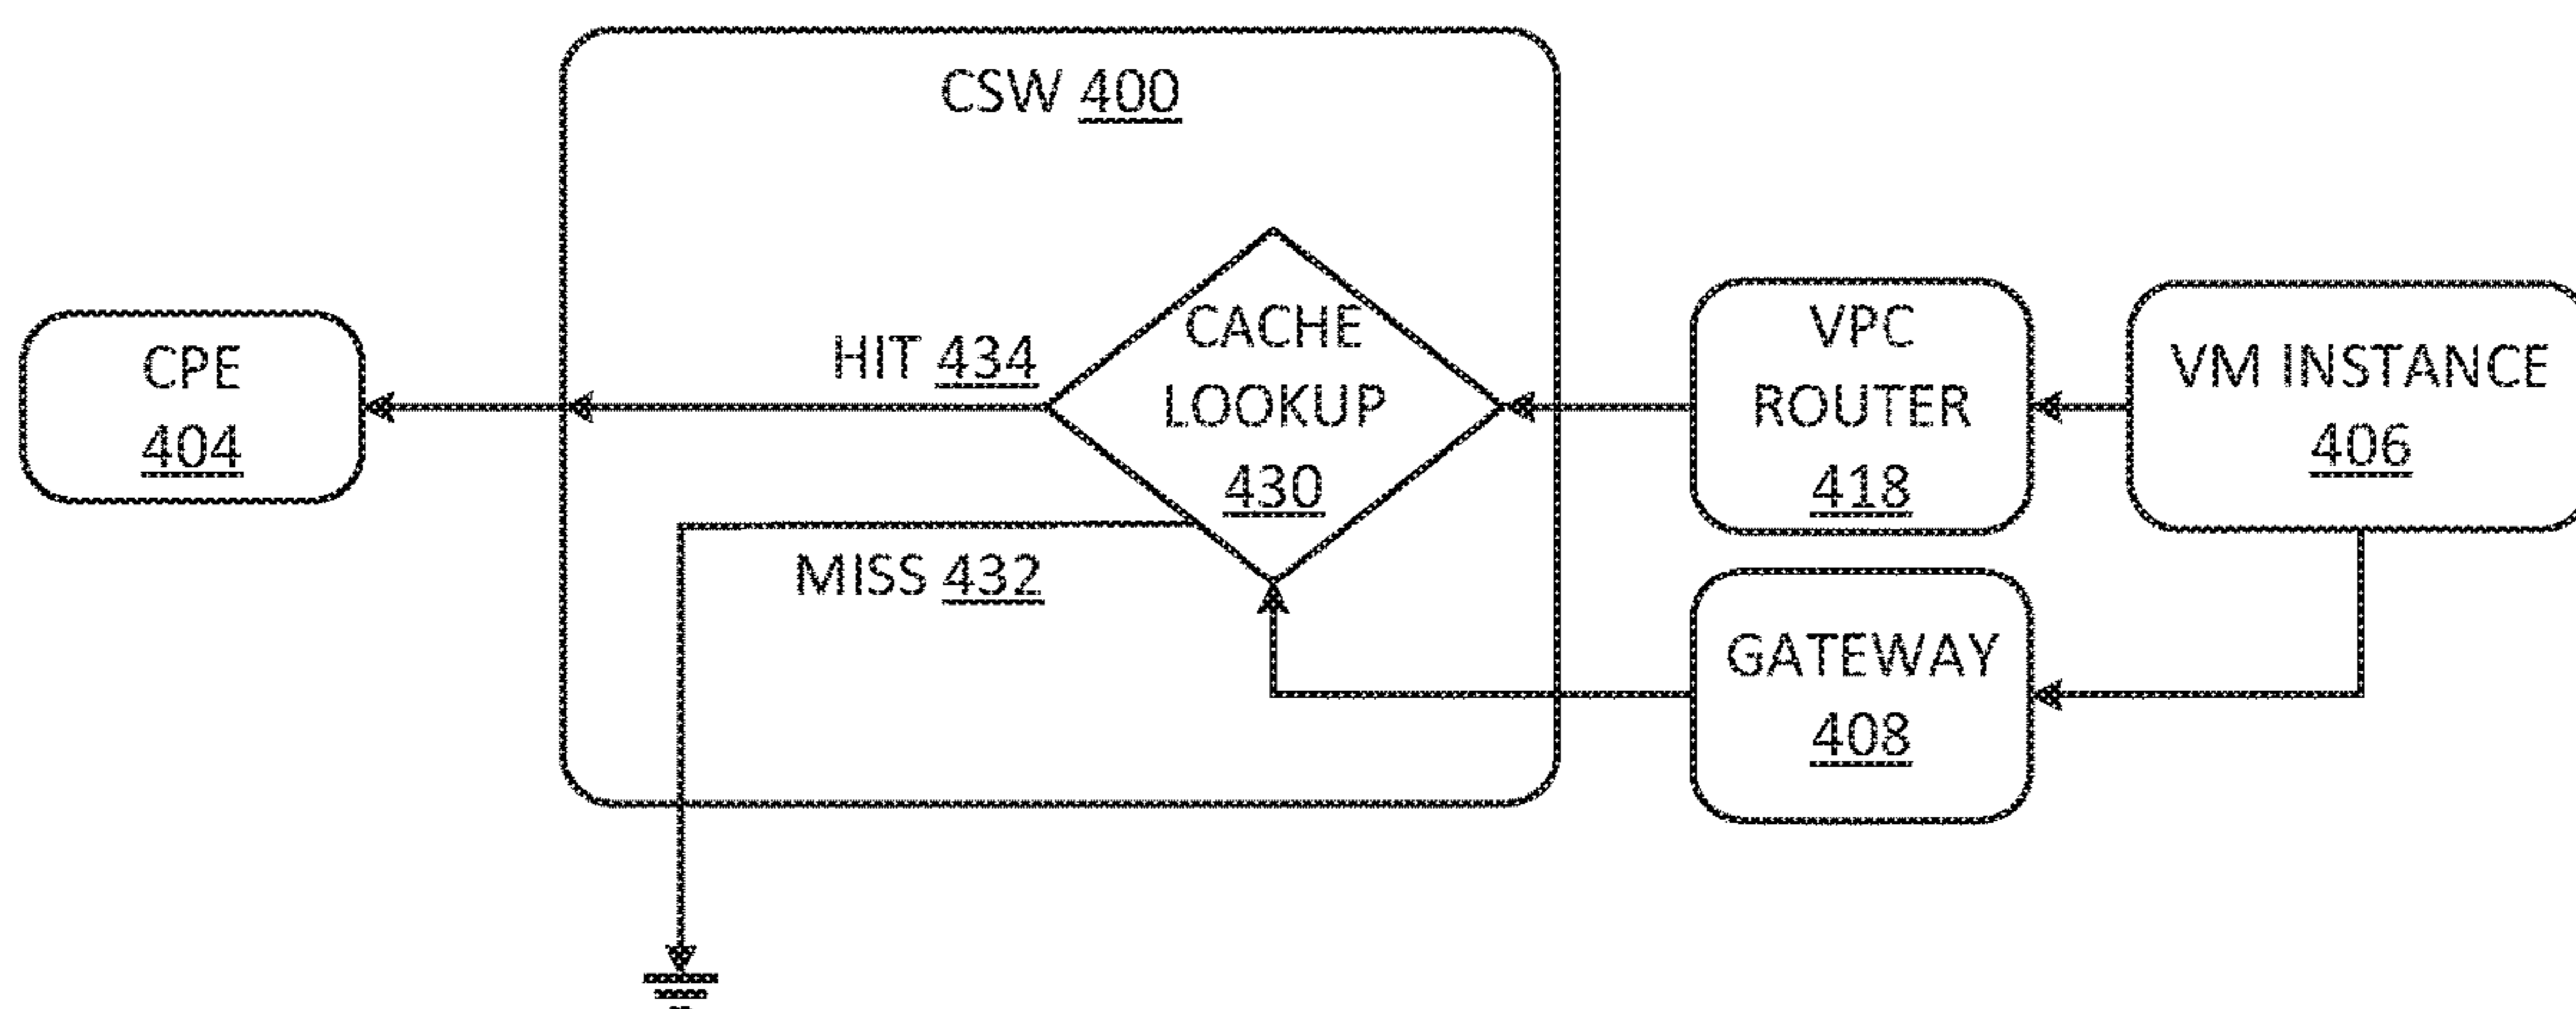 CSW 400
CPE
404
HIT 434
MISS 432
CACHE
LOOKUP
430
VPC
ROUTER
418
VM INSTANCE
406
GATEWAY
408